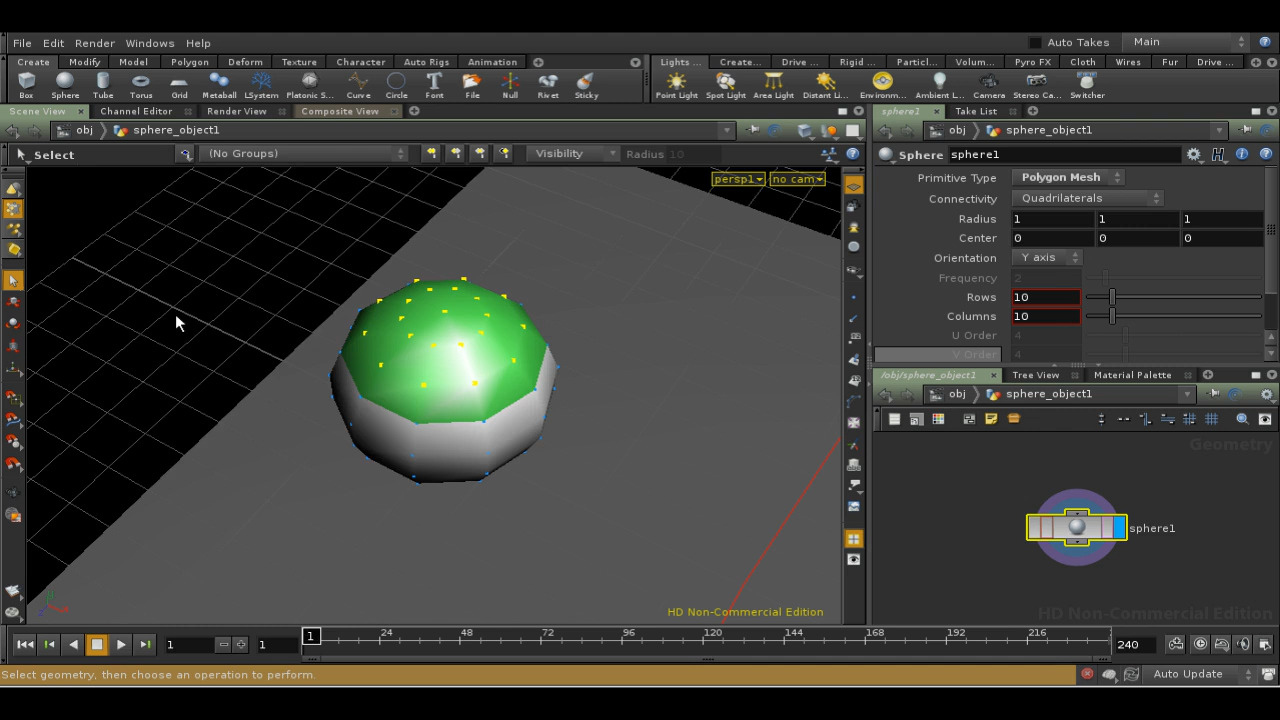 File Edit Render Windows Help Auto Takes Main
Create Modify Model Polygon Deform Texture Character Auto Rigs Animation Lights ... Create... Drive ... Rigid ... Particl... Volum... Pyro FX Cloth Wires Fur Drive ...
Box Sphere Tube Torus Grid Metaball LSystem Platonic S... Curve Circle Font File Null Rivet Sticky Point Light Spot Light Area Light Distant Li... Environm... Ambient L... Camera Stereo Ca... Switcher
Scene View Channel Editor Render View Composite View sphere1 Take List
obj sphere_object1 obj sphere_object1
Select (No Groups) Visibility Radius 10 Sphere sphere1
persp1 no cam
Primitive Type Polygon Mesh
Connectivity Quadrilaterals
Radius 1 1 1
Center 0 0 0
Orientation Y axis
Frequency 2
Rows 10
Columns 10
U Order 4
V Order 4
/obj/sphere_object1 Tree View Material Palette
obj sphere_object1
Geometry
sphere1
HD Non-Commercial Edition HD Non-Commercial Edition
1 1 1 24 48 72 96 120 144 168 192 216 240
Select geometry, then choose an operation to perform. Auto Update